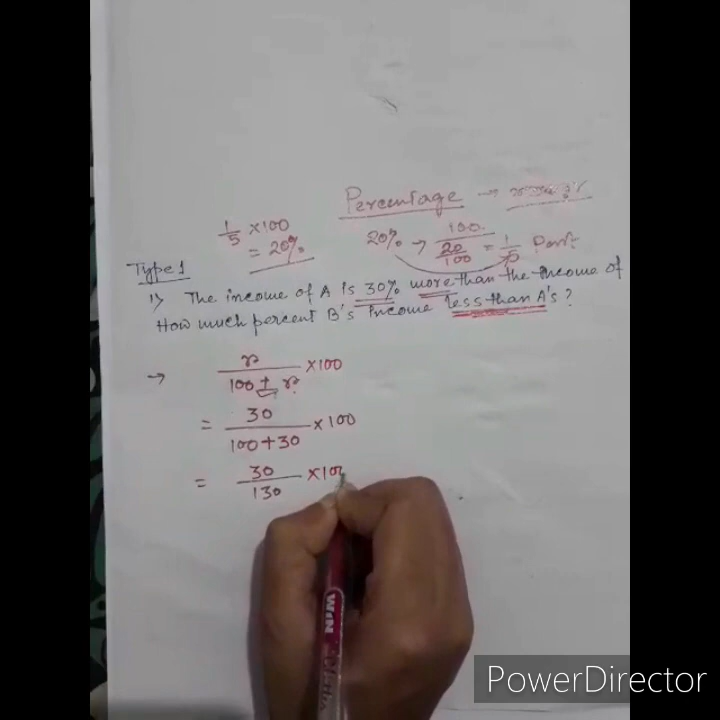 Percentage →
1/5 ×100
= 20%
20% → 100
20/100 = 1/5 Part
Type 1
1) The income of A is 30% more than the income of
How much percent B's income less than A's?
→ r/100 ± r ×100
= 30/100+30 ×100
= 30/130 ×100
WIN
PowerDirector